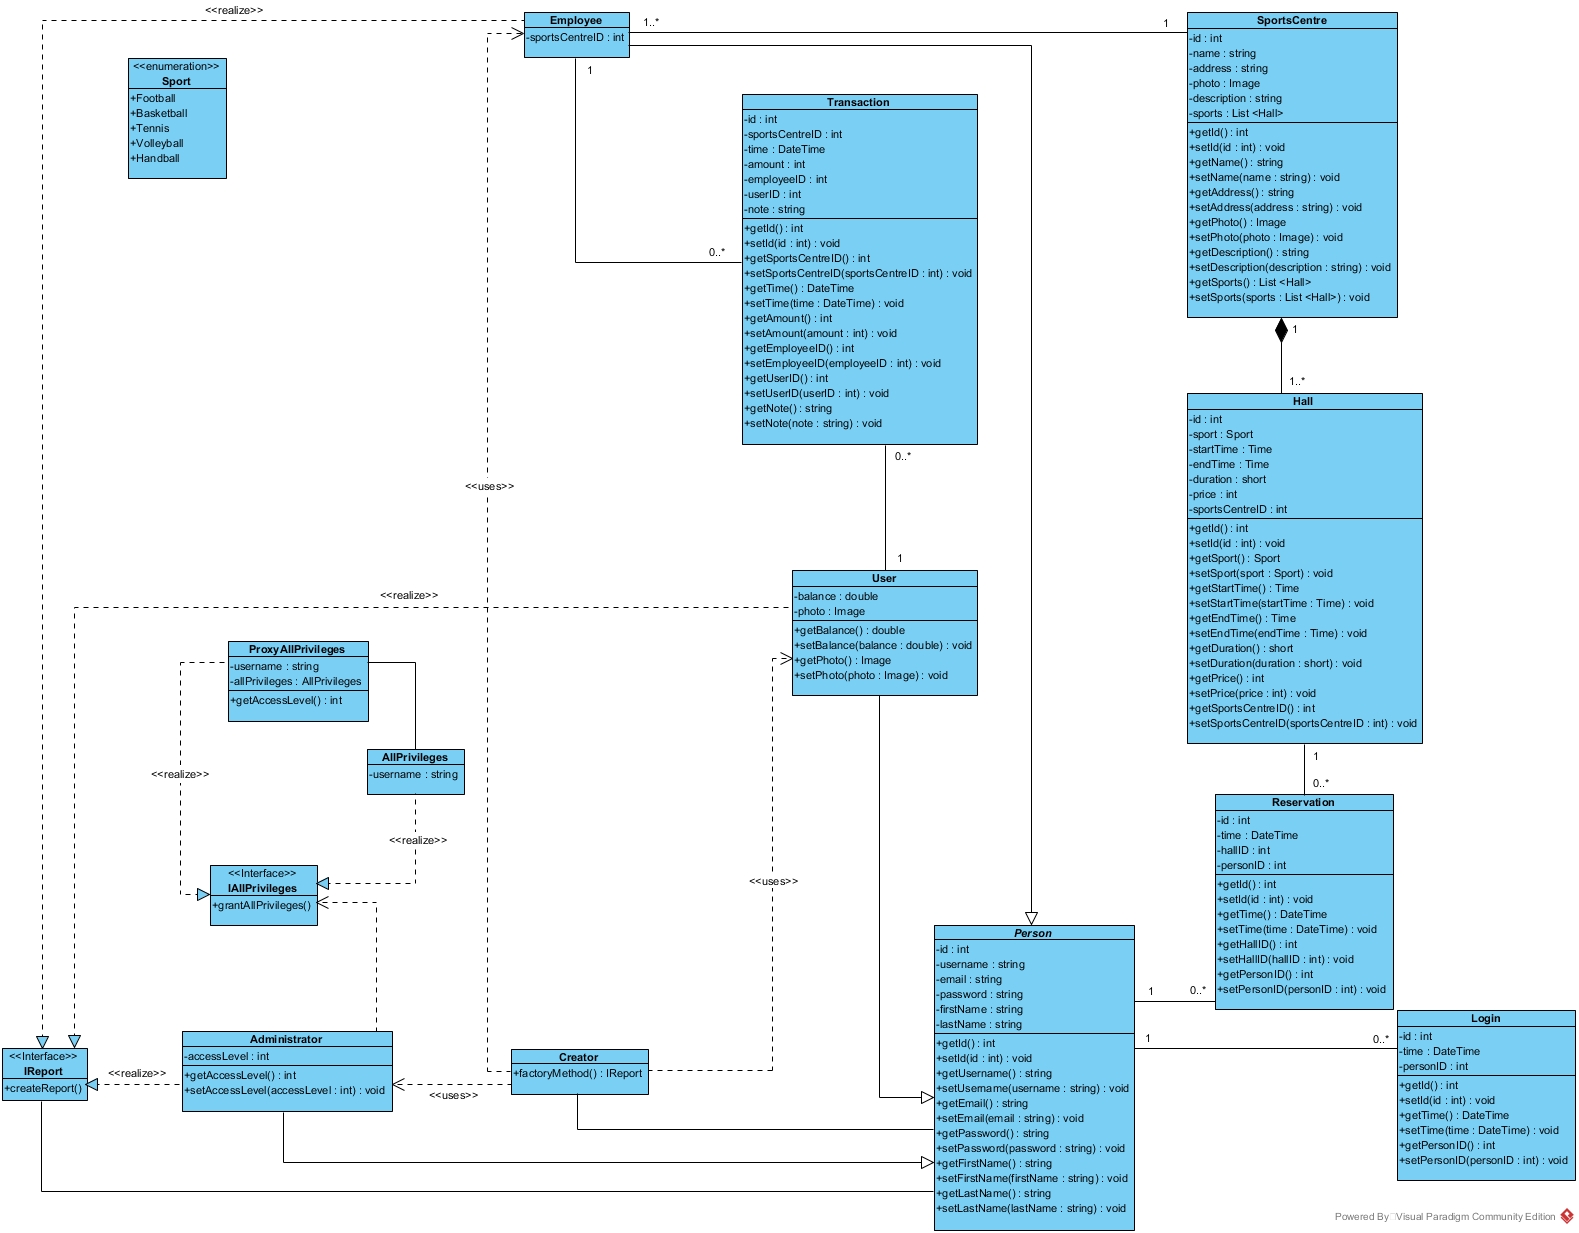 <<realize>>
Employee
-sportsCentreID : int
1..*
1
1
<<enumeration>>
Sport
+Football
+Basketball
+Tennis
+Volleyball
+Handball
SportsCentre
-id : int
-name : string
-address : string
-photo : Image
-description : string
-sports : List <Hall>
+getId() : int
+setId(id : int) : void
+getName() : string
+setName(name : string) : void
+getAddress() : string
+setAddress(address : string) : void
+getPhoto() : Image
+setPhoto(photo : Image) : void
+getDescription() : string
+setDescription(description : string) : void
+getSports() : List <Hall>
+setSports(sports : List <Hall>) : void
Transaction
-id : int
-sportsCentreID : int
-time : DateTime
-amount : int
-employeeID : int
-userID : int
-note : string
+getId() : int
+setId(id : int) : void
+getSportsCentreID() : int
+setSportsCentreID(sportsCentreID : int) : void
+getTime() : DateTime
+setTime(time : DateTime) : void
+getAmount() : int
+setAmount(amount : int) : void
+getEmployeeID() : int
+setEmployeeID(employeeID : int) : void
+getUserID() : int
+setUserID(userID : int) : void
+getNote() : string
+setNote(note : string) : void
0..*
0..*
1
1
1..*
Hall
-id : int
-sport : Sport
-startTime : Time
-endTime : Time
-duration : short
-price : int
-sportsCentreID : int
+getId() : int
+setId(id : int) : void
+getSport() : Sport
+setSport(sport : Sport) : void
+getStartTime() : Time
+setStartTime(startTime : Time) : void
+getEndTime() : Time
+setEndTime(endTime : Time) : void
+getDuration() : short
+setDuration(duration : short) : void
+getPrice() : int
+setPrice(price : int) : void
+getSportsCentreID() : int
+setSportsCentreID(sportsCentreID : int) : void
<<uses>>
<<realize>>
User
-balance : double
-photo : Image
+getBalance() : double
+setBalance(balance : double) : void
+getPhoto() : Image
+setPhoto(photo : Image) : void
ProxyAllPrivileges
-username : string
-allPrivileges : AllPrivileges
+getAccessLevel() : int
AllPrivileges
-username : string
<<realize>>
<<realize>>
<<Interface>>
IAllPrivileges
+grantAllPrivileges()
<<uses>>
1
0..*
Reservation
-id : int
-time : DateTime
-hallID : int
-personID : int
+getId() : int
+setId(id : int) : void
+getTime() : DateTime
+setTime(time : DateTime) : void
+getHallID() : int
+setHallID(hallID : int) : void
+getPersonID() : int
+setPersonID(personID : int) : void
Person
-id : int
-username : string
-email : string
-password : string
-firstName : string
-lastName : string
+getId() : int
+setId(id : int) : void
+getUsername() : string
+setUsername(username : string) : void
+getEmail() : string
+setEmail(email : string) : void
+getPassword() : string
+setPassword(password : string) : void
+getFirstName() : string
+setFirstName(firstName : string) : void
+getLastName() : string
+setLastName(lastName : string) : void
1
0..*
1
0..*
Login
-id : int
-time : DateTime
-personID : int
+getId() : int
+setId(id : int) : void
+getTime() : DateTime
+setTime(time : DateTime) : void
+getPersonID() : int
+setPersonID(personID : int) : void
<<Interface>>
IReport
+createReport()
<<realize>>
Administrator
-accessLevel : int
+getAccessLevel() : int
+setAccessLevel(accessLevel : int) : void
<<uses>>
Creator
+factoryMethod() : IReport
Powered By Visual Paradigm Community Edition